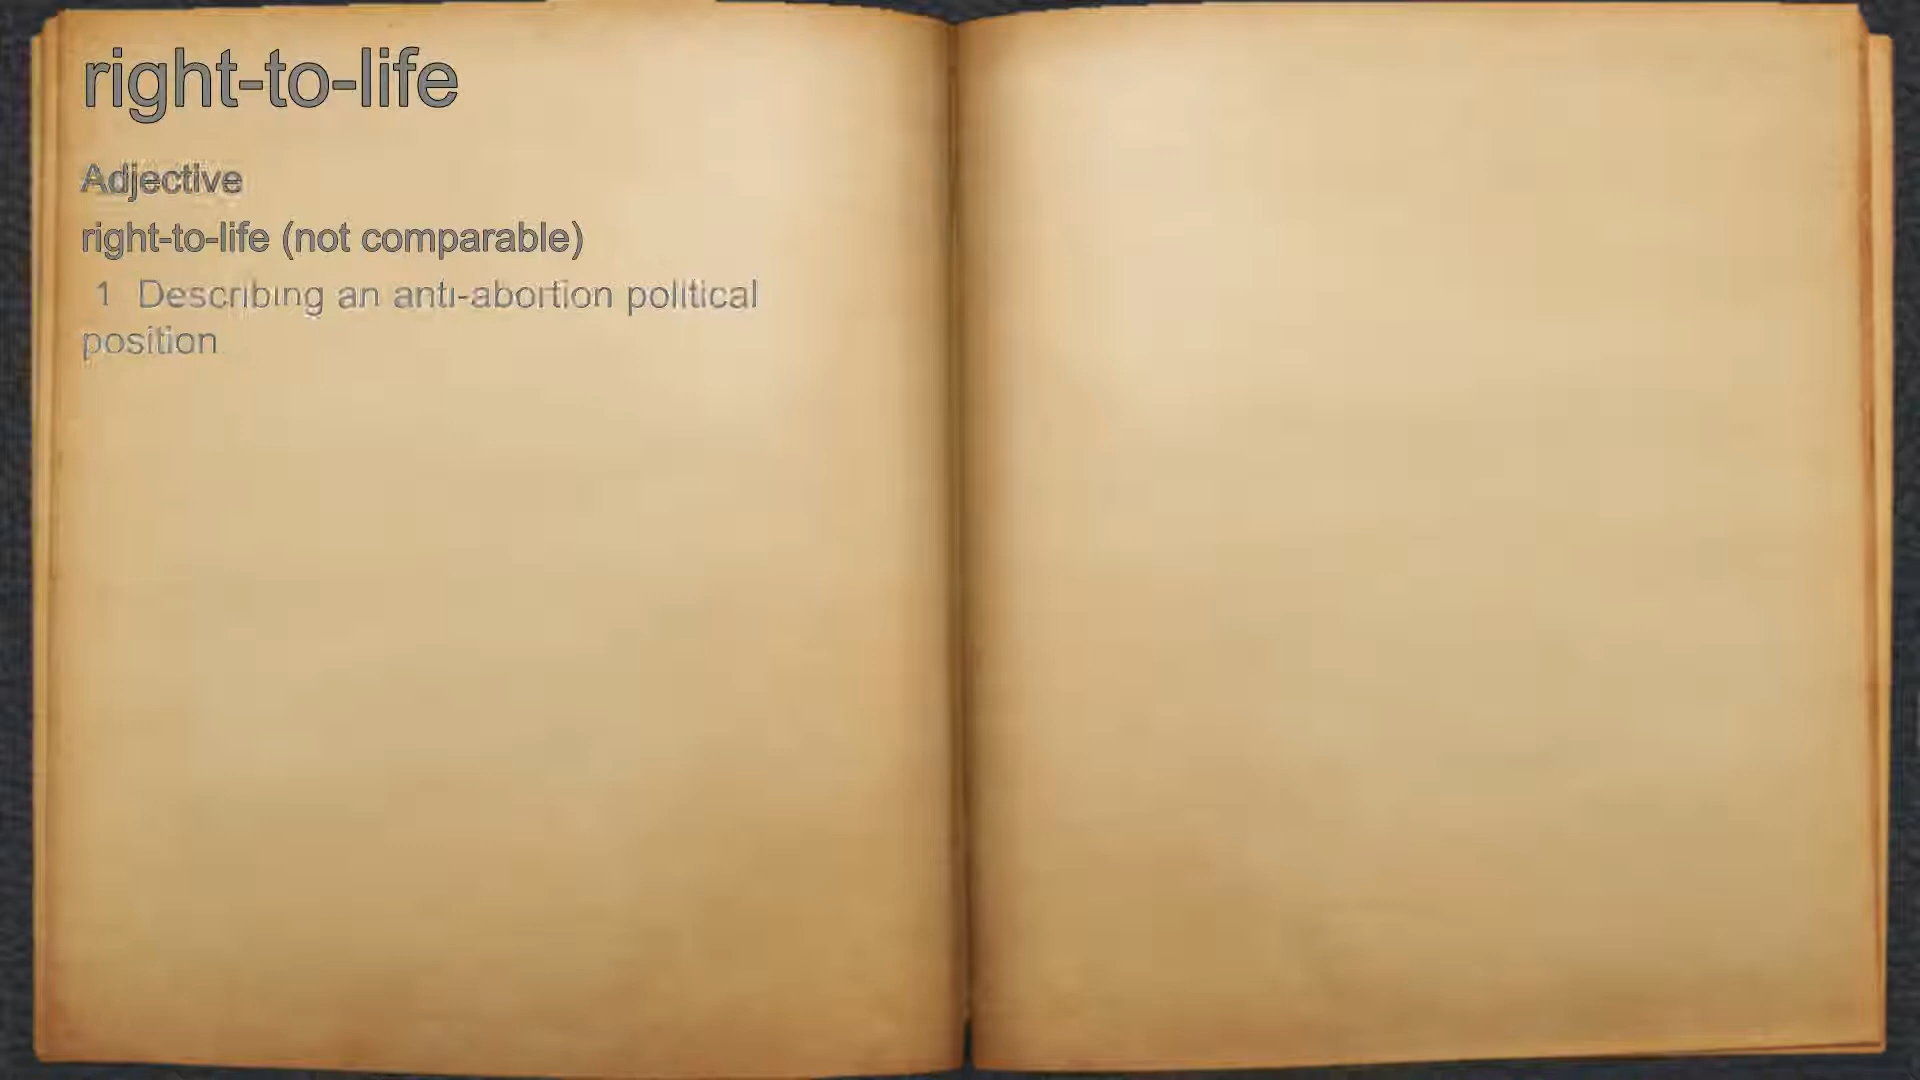 right-to-life
Adjective
right-to-life (not comparable)
1 Describing an anti-abortion political
position